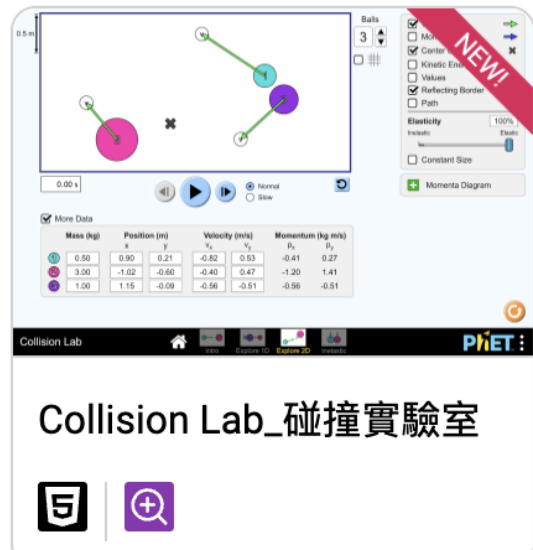 0.5 m
Balls
3
NEW!
Center
Kinetic Ene
Values
Reflecting Border
Path
Elasticity 100%
Inelastic Elastic
Constant Size
Momenta Diagram
0.00 s
Normal
Slow
More Data
Mass (kg) Position (m) Velocity (m/s) Momentum (kg m/s)
x y vx vy px py
1 0.50 0.90 0.21 -0.82 0.53 -0.41 0.27
2 3.00 -1.02 -0.60 -0.40 0.47 -1.20 1.41
3 1.00 1.15 -0.09 -0.56 -0.51 -0.56 -0.51
Collision Lab
Intro Explore 1D Explore 2D Inelastic
PhET
Collision Lab_碰撞實驗室
5